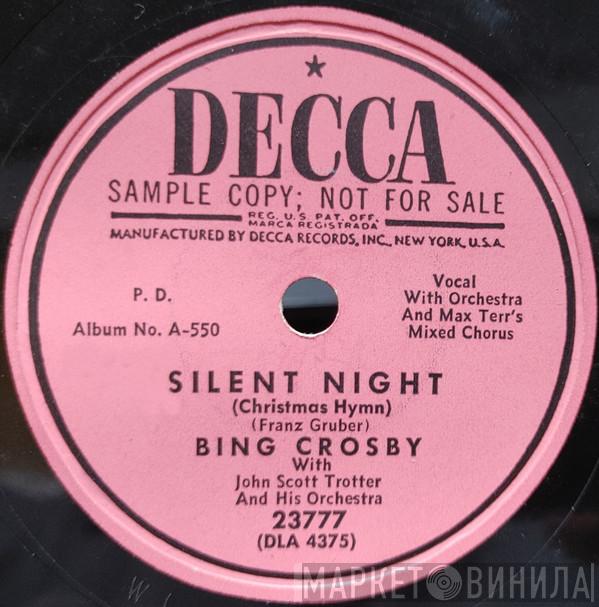 DECCA
SAMPLE COPY; NOT FOR SALE
REG. U.S. PAT. OFF.
MARCA REGISTRADA
MANUFACTURED BY DECCA RECORDS, INC., NEW YORK, U.S.A.
P. D.
Album No. A-550
Vocal
With Orchestra
And Max Terr's
Mixed Chorus
SILENT NIGHT
(Christmas Hymn)
(Franz Gruber)
BING CROSBY
With
John Scott Trotter
And His Orchestra
23777
(DLA 4375)
МАРКЕТ ВИНИЛА